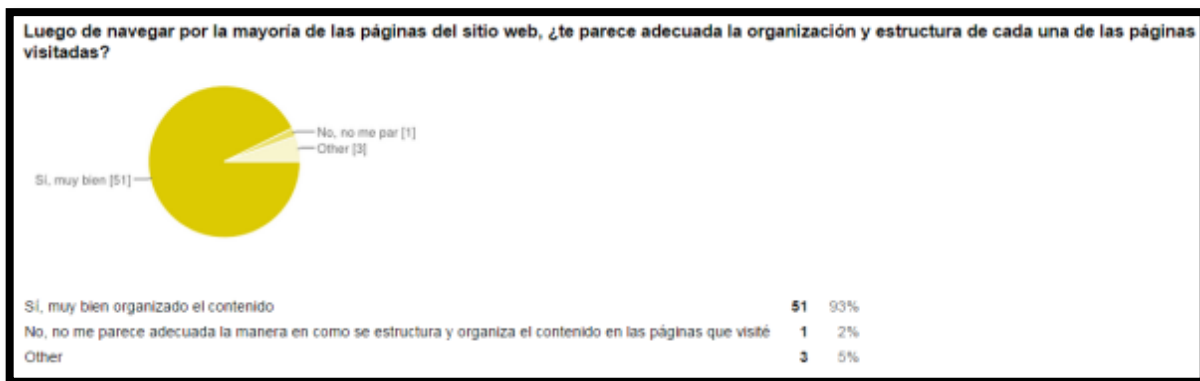 Luego de navegar por la mayoría de las páginas del sitio web, ¿te parece adecuada la organización y estructura de cada una de las páginas
visitadas?
No, no me par [1]
Other [3]
Sí, muy bien [51]
Sí, muy bien organizado el contenido 51 93%
No, no me parece adecuada la manera en como se estructura y organiza el contenido en las páginas que visité 1 2%
Other 3 5%